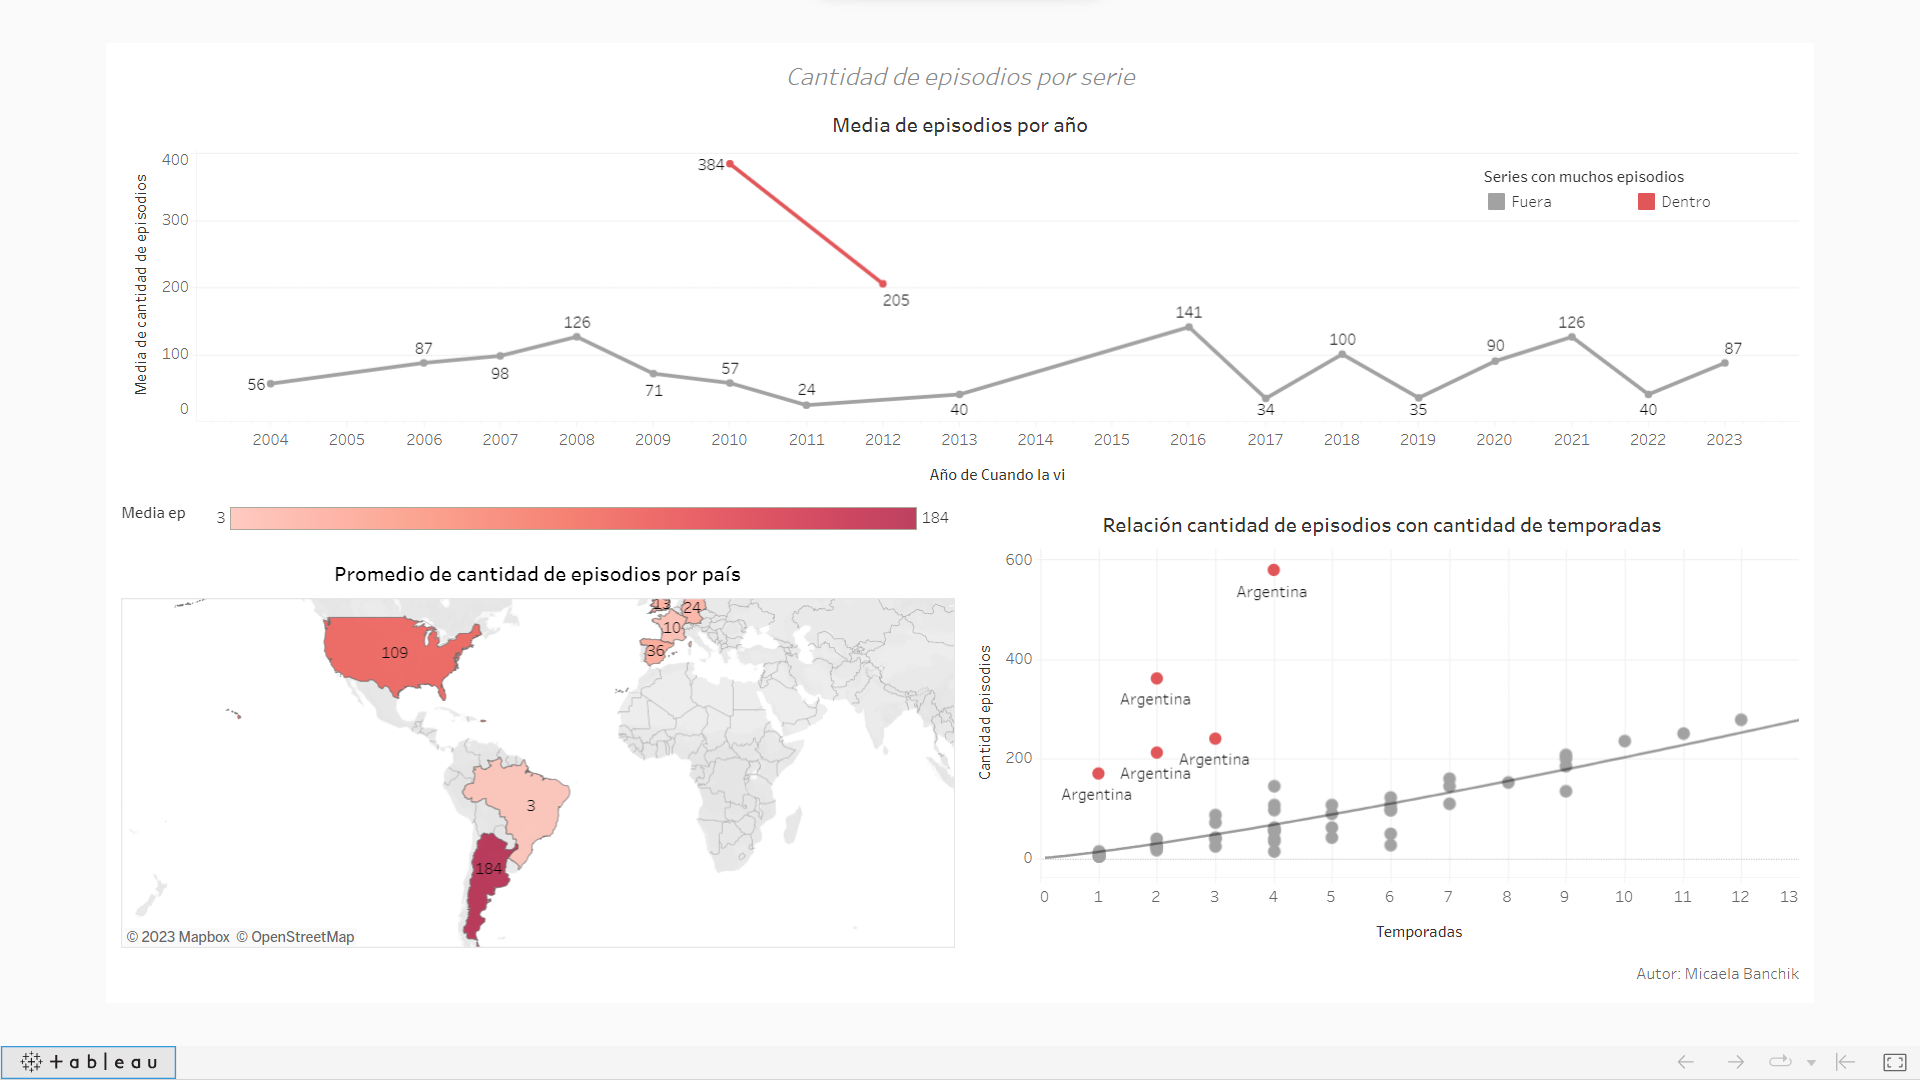 Cantidad de episodios por serie
Media de episodios por año
Media de cantidad de episodios
400
300
200
100
0
384
205
56
87
98
126
71
57
24
40
141
34
100
35
90
126
40
87
Series con muchos episodios
Fuera
Dentro
2004 2005 2006 2007 2008 2009 2010 2011 2012 2013 2014 2015 2016 2017 2018 2019 2020 2021 2022 2023
Año de Cuando la vi
Media ep
3
184
Promedio de cantidad de episodios por país
109
13
24
10
36
3
184
© 2023 Mapbox © OpenStreetMap
Relación cantidad de episodios con cantidad de temporadas
Cantidad episodios
600
400
200
0
Argentina
Argentina
Argentina
Argentina
Argentina
0 1 2 3 4 5 6 7 8 9 10 11 12 13
Temporadas
Autor: Micaela Banchik
+ableau